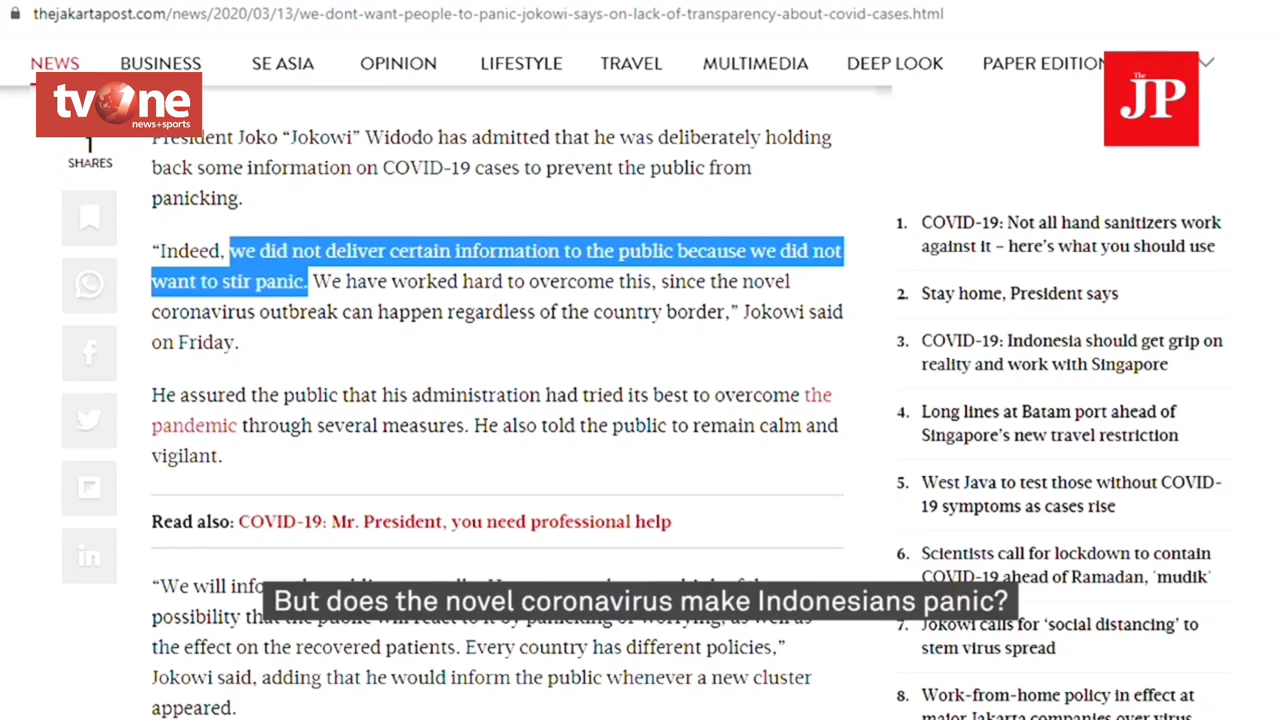 thejakartapost.com/news/2020/03/13/we-dont-want-people-to-panic-jokowi-says-on-lack-of-transparency-about-covid-cases.html
NEWS BUSINESS SE ASIA OPINION LIFESTYLE TRAVEL MULTIMEDIA DEEP LOOK PAPER EDITION
tvOne
news+sports
The
JP
1
SHARES
President Joko “Jokowi” Widodo has admitted that he was deliberately holding
back some information on COVID-19 cases to prevent the public from
panicking.
“Indeed, we did not deliver certain information to the public because we did not
want to stir panic. We have worked hard to overcome this, since the novel
coronavirus outbreak can happen regardless of the country border,” Jokowi said
on Friday.
He assured the public that his administration had tried its best to overcome the
pandemic through several measures. He also told the public to remain calm and
vigilant.
Read also: COVID-19: Mr. President, you need professional help
“We will
possibility
the effect on the recovered patients. Every country has different policies,”
Jokowi said, adding that he would inform the public whenever a new cluster
appeared.
1. COVID-19: Not all hand sanitizers work
against it – here’s what you should use
2. Stay home, President says
3. COVID-19: Indonesia should get grip on
reality and work with Singapore
4. Long lines at Batam port ahead of
Singapore’s new travel restriction
5. West Java to test those without COVID-
19 symptoms as cases rise
6. Scientists call for lockdown to contain
COVID-19 ahead of Ramadan, 'mudik'
7. Jokowi calls for ‘social distancing’ to
stem virus spread
8. Work-from-home policy in effect at
major Jakarta companies over virus
But does the novel coronavirus make Indonesians panic?